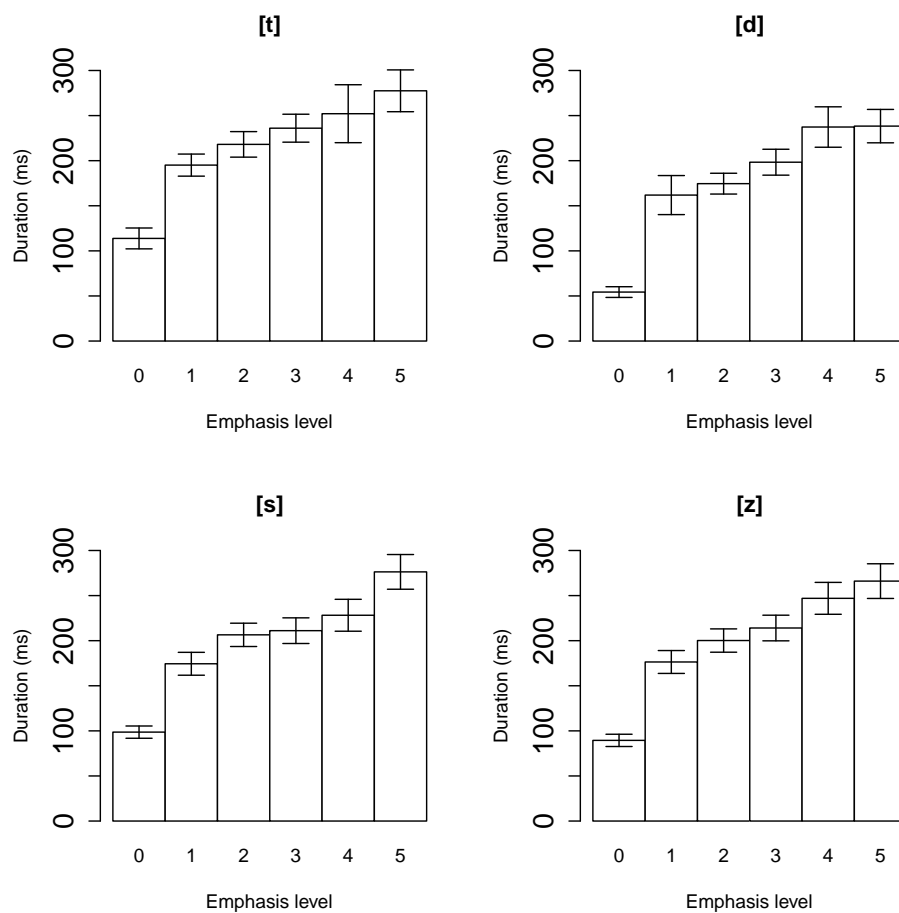 [t]
Duration (ms)
0
100
200
300
0 1 2 3 4 5
Emphasis level
[d]
Duration (ms)
0
100
200
300
0 1 2 3 4 5
Emphasis level
[s]
Duration (ms)
0
100
200
300
0 1 2 3 4 5
Emphasis level
[z]
Duration (ms)
0
100
200
300
0 1 2 3 4 5
Emphasis level